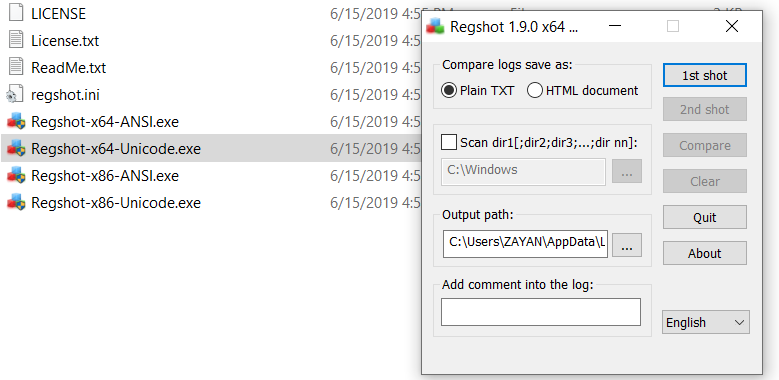 LICENSE 6/15/2019 4:55 PM File 2 KB
License.txt 6/15/2019 4:5
ReadMe.txt 6/15/2019 4:5
regshot.ini 6/15/2019 4:5
Regshot-x64-ANSI.exe 6/15/2019 4:5
Regshot-x64-Unicode.exe 6/15/2019 4:5
Regshot-x86-ANSI.exe 6/15/2019 4:5
Regshot-x86-Unicode.exe 6/15/2019 4:5
Regshot 1.9.0 x64 ...
Compare logs save as:
Plain TXT HTML document
Scan dir1[;dir2;dir3;...;dir nn]:
C:\Windows ...
Output path:
C:\Users\ZAYAN\AppData\L ...
Add comment into the log:
1st shot
2nd shot
Compare
Clear
Quit
About
English